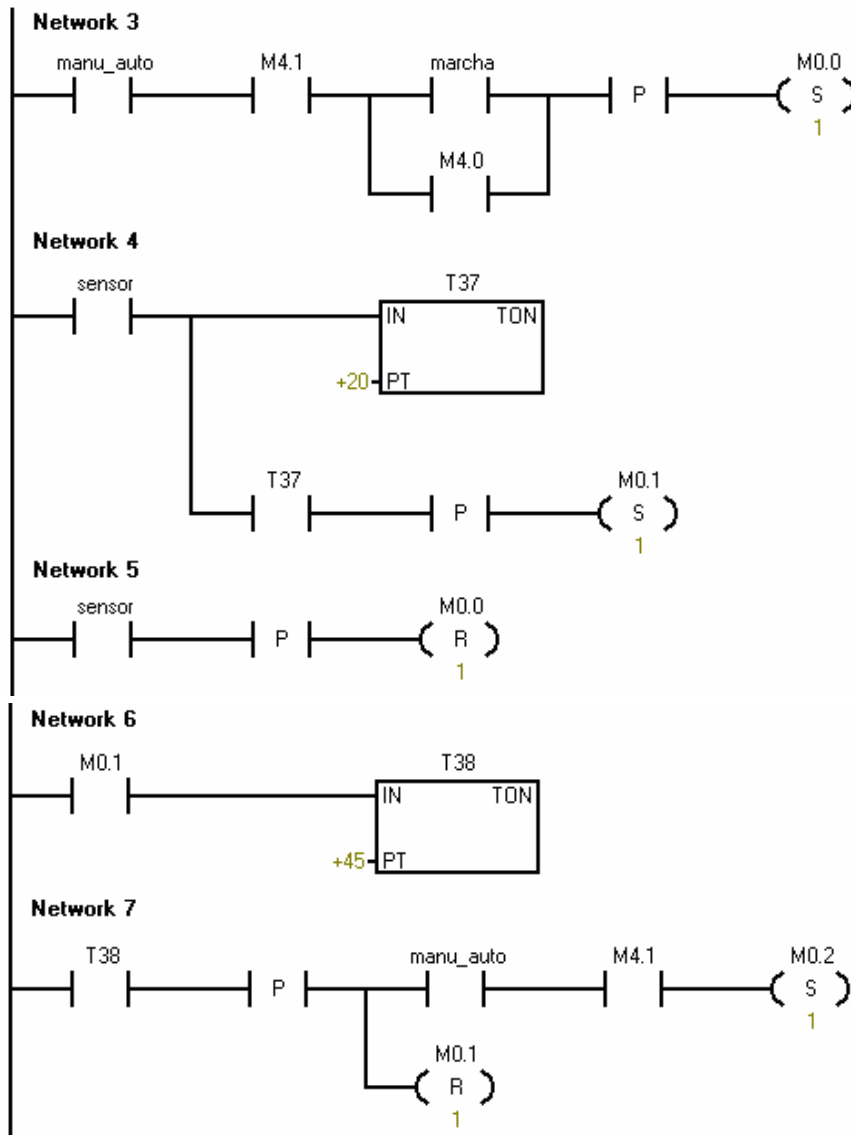 Network 3
manu_auto M4.1 marcha M0.0
P S
1
M4.0
Network 4
sensor T37
IN TON
+20 PT
T37 M0.1
P S
1
Network 5
sensor M0.0
P R
1
Network 6
M0.1 T38
IN TON
+45 PT
Network 7
T38 manu_auto M4.1 M0.2
P S
1
M0.1
R
1